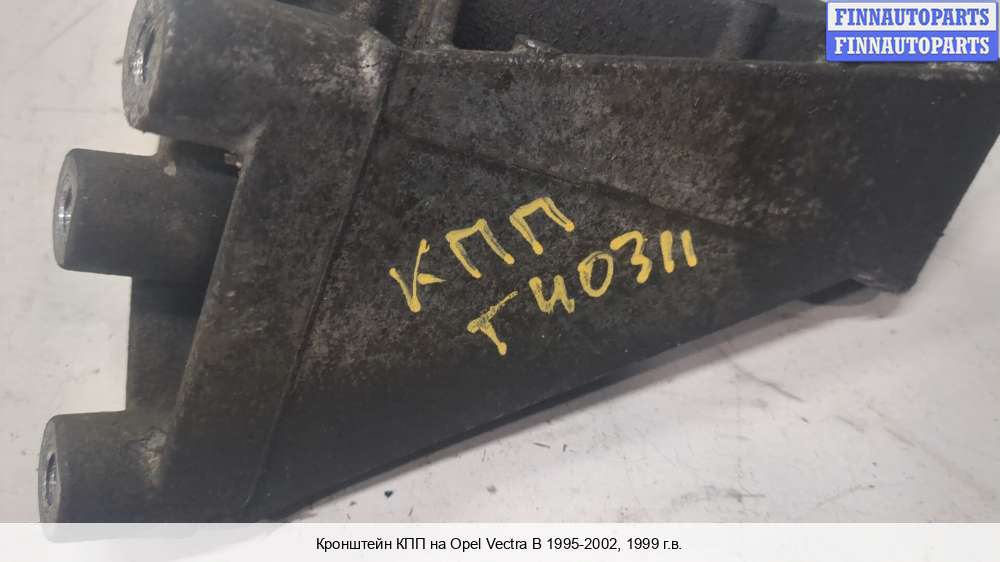 FINNAUTOPARTS
FINNAUTOPARTS
КПП
Т40311
Кронштейн КПП на Opel Vectra B 1995-2002, 1999 г.в.